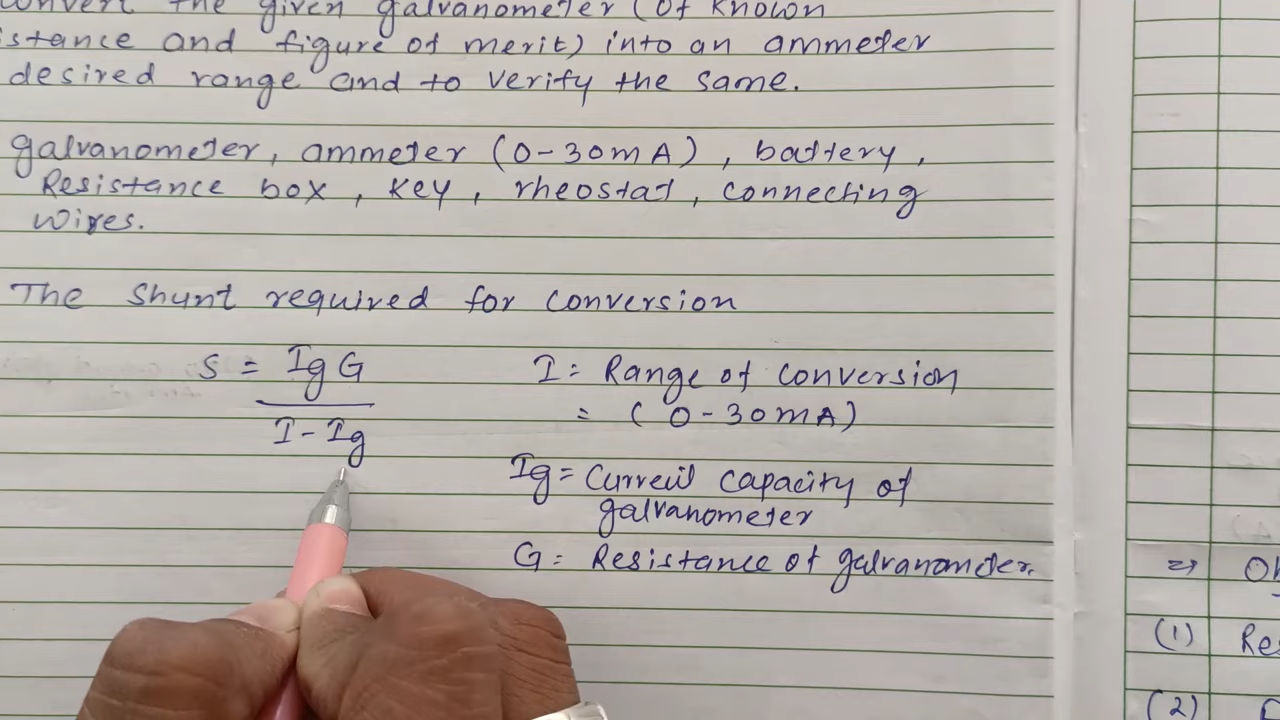 convert the given galvanometer (of known
istance and figure of merit) into an ammeter
desired range and to verify the same.
galvanometer, ammeter (0-30mA), battery,
Resistance box, key, rheostat, connecting
wires.
The shunt required for conversion
S = IgG / I-Ig
I = Range of conversion
= (0-30mA)
Ig = Current capacity of
galvanometer
G = Resistance of galvanometer.
=>
(1) Res
(2)